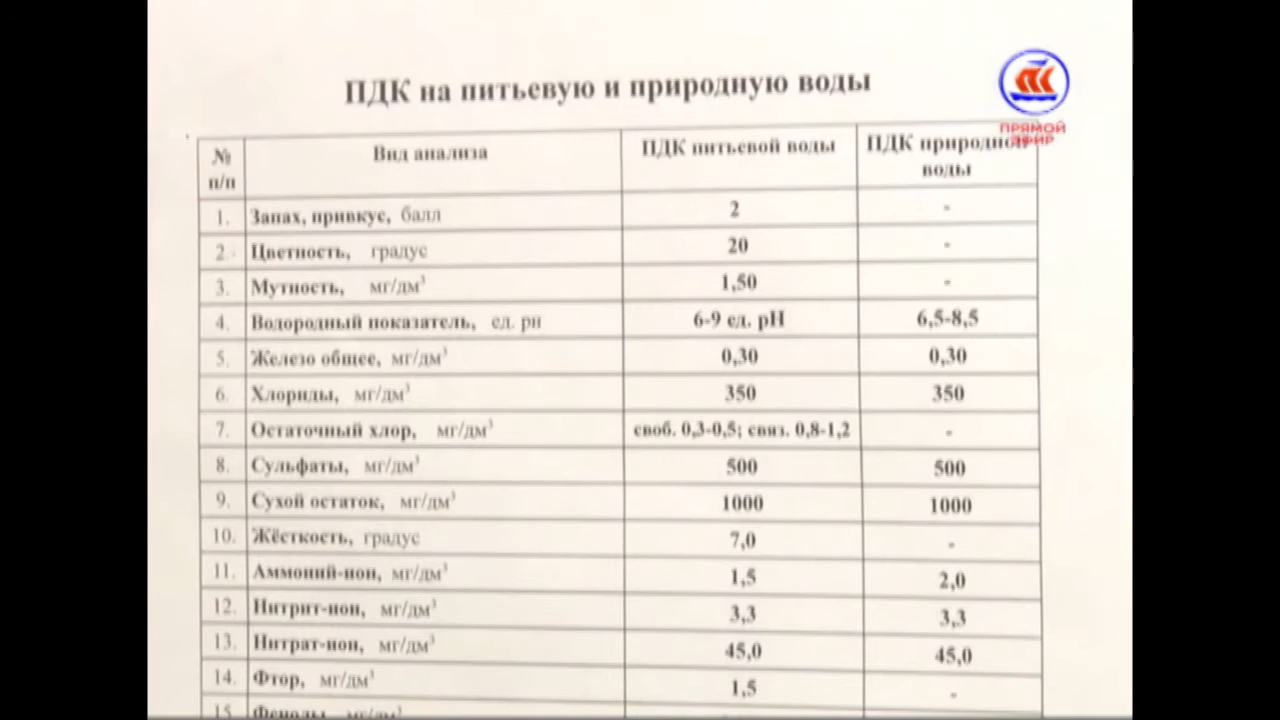 ПДК на питьевую и природную воды
ПРЯМОЙ
ЭФИР
№ п/п Вид анализа ПДК питьевой воды ПДК природной воды
1. Запах, привкус, балл 2 -
2. Цветность, градус 20 -
3. Мутность, мг/дм³ 1,50 -
4. Водородный показатель, ед. рн 6-9 ед. рН 6,5-8,5
5. Железо общее, мг/дм³ 0,30 0,30
6. Хлориды, мг/дм³ 350 350
7. Остаточный хлор, мг/дм³ своб. 0,3-0,5; связ. 0,8-1,2 -
8. Сульфаты, мг/дм³ 500 500
9. Сухой остаток, мг/дм³ 1000 1000
10. Жёсткость, градус 7,0 -
11. Аммоний-ион, мг/дм³ 1,5 2,0
12. Нитрит-ион, мг/дм³ 3,3 3,3
13. Нитрат-ион, мг/дм³ 45,0 45,0
14. Фтор, мг/дм³ 1,5 -
15. Фенолы, мг/дм³